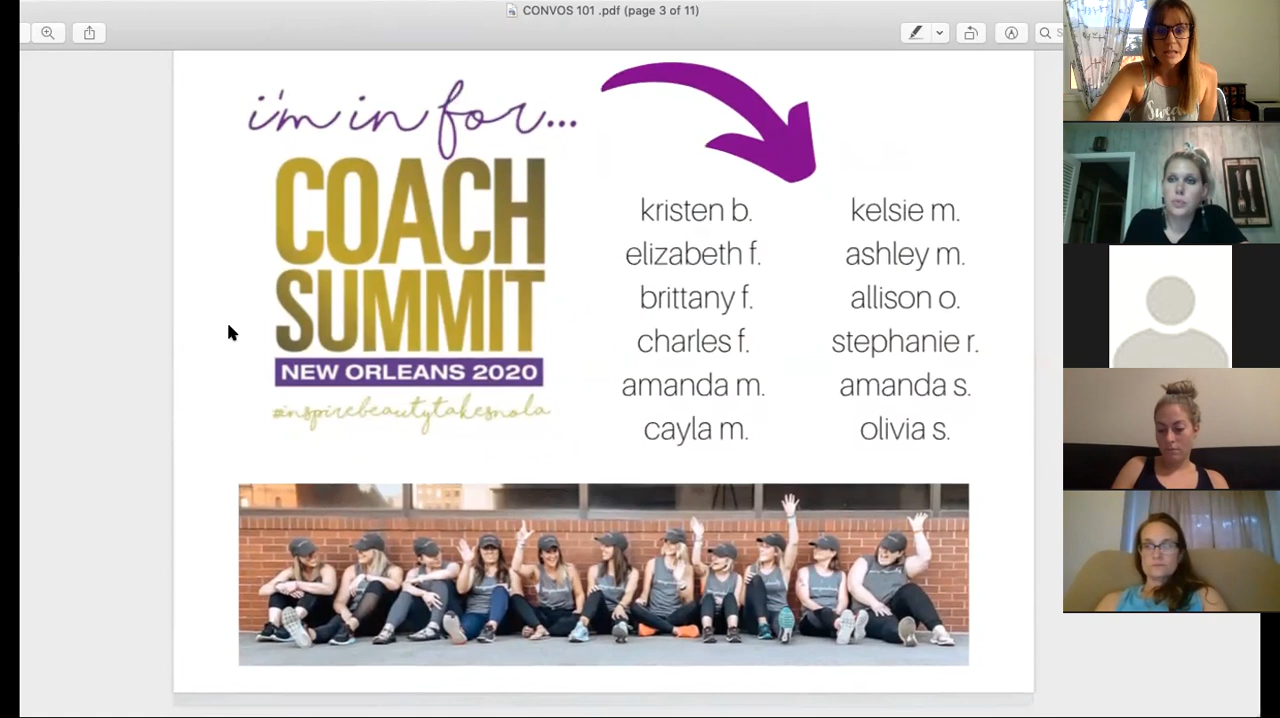 CONVOS 101 .pdf (page 3 of 11)
i'm in for...
COACH
SUMMIT
NEW ORLEANS 2020
#inspirebeautytakesnola
kristen b.
elizabeth f.
brittany f.
charles f.
amanda m.
cayla m.
kelsie m.
ashley m.
allison o.
stephanie r.
amanda s.
olivia s.